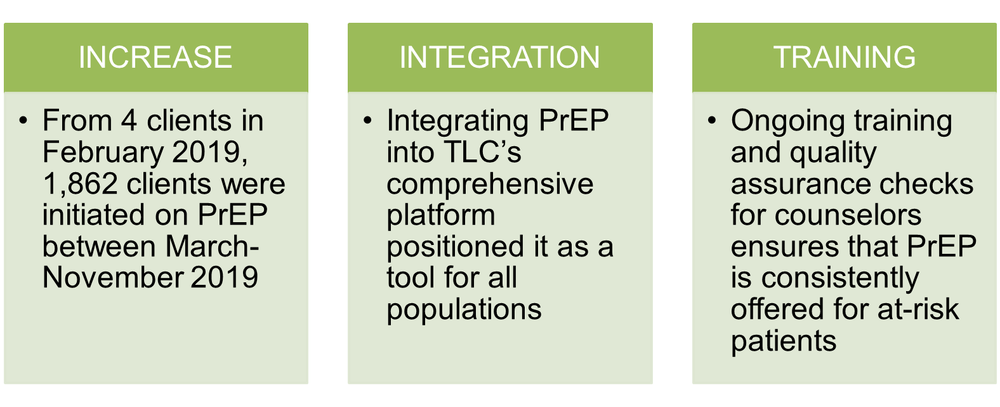 INCREASE
• From 4 clients in
February 2019,
1,862 clients were
initiated on PrEP
between March-
November 2019
INTEGRATION
• Integrating PrEP
into TLC’s
comprehensive
platform
positioned it as a
tool for all
populations
TRAINING
• Ongoing training
and quality
assurance checks
for counselors
ensures that PrEP
is consistently
offered for at-risk
patients